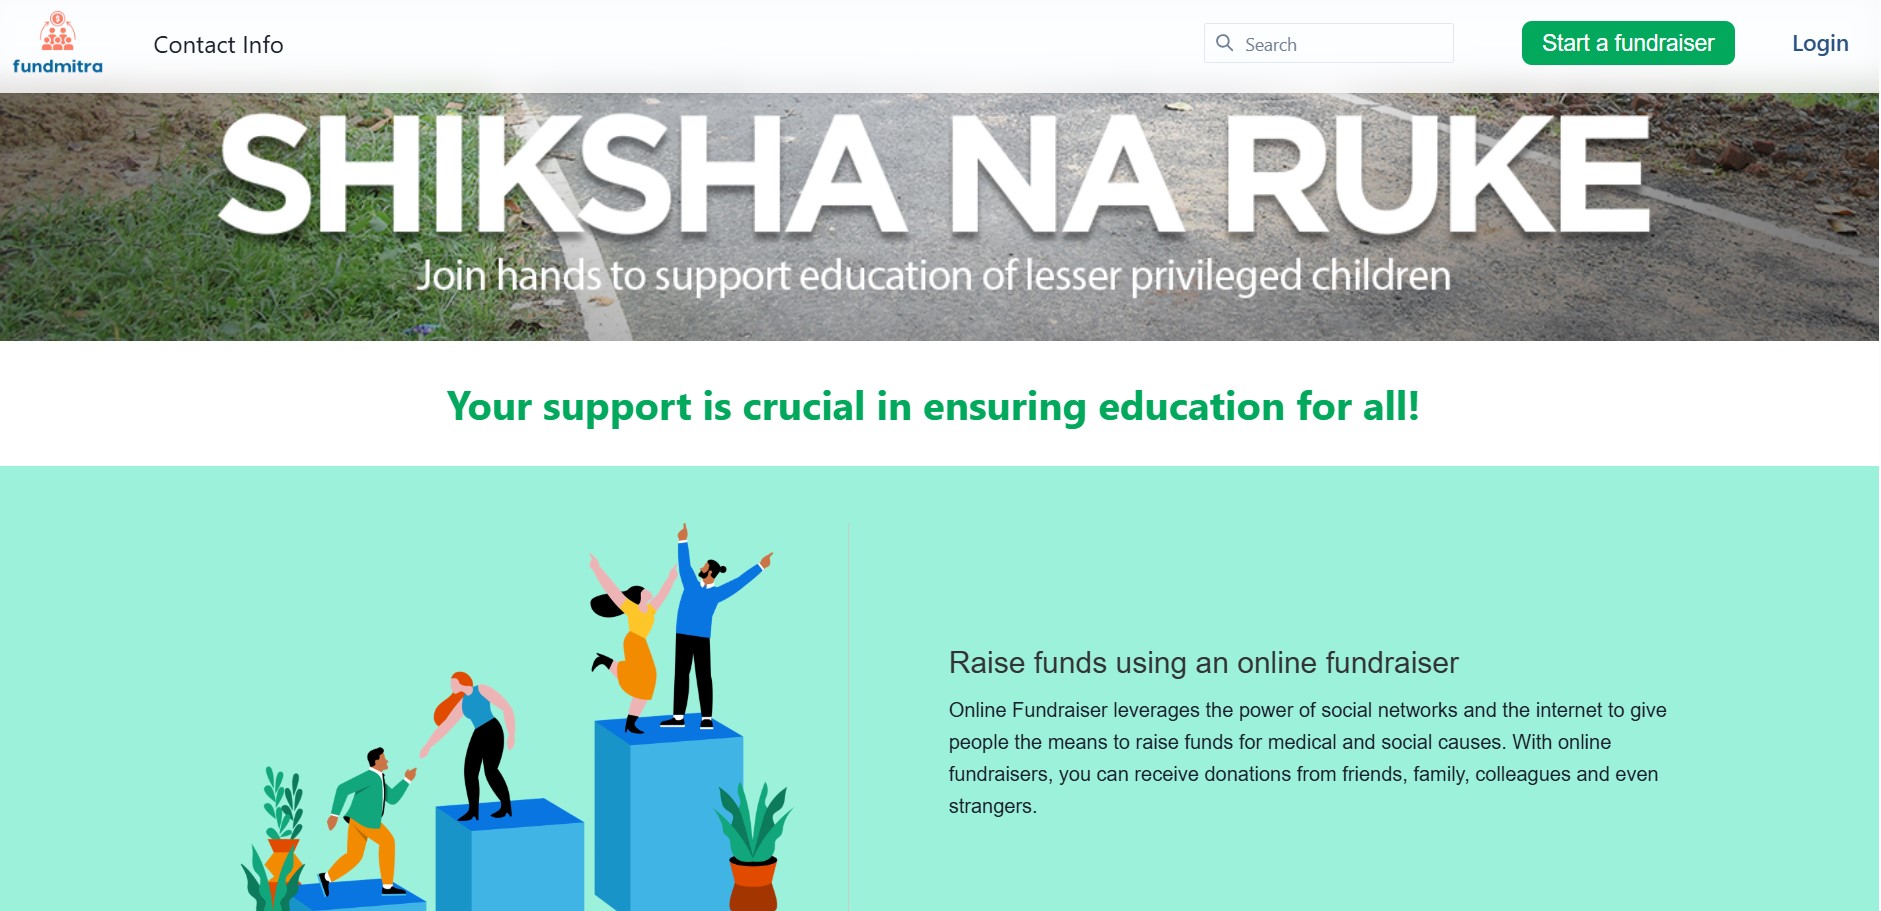 fundmitra
Contact Info
Search
Start a fundraiser
Login
SHIKSHA NA RUKE
Join hands to support education of lesser privileged children
Your support is crucial in ensuring education for all!
Raise funds using an online fundraiser
Online Fundraiser leverages the power of social networks and the internet to give
people the means to raise funds for medical and social causes. With online
fundraisers, you can receive donations from friends, family, colleagues and even
strangers.